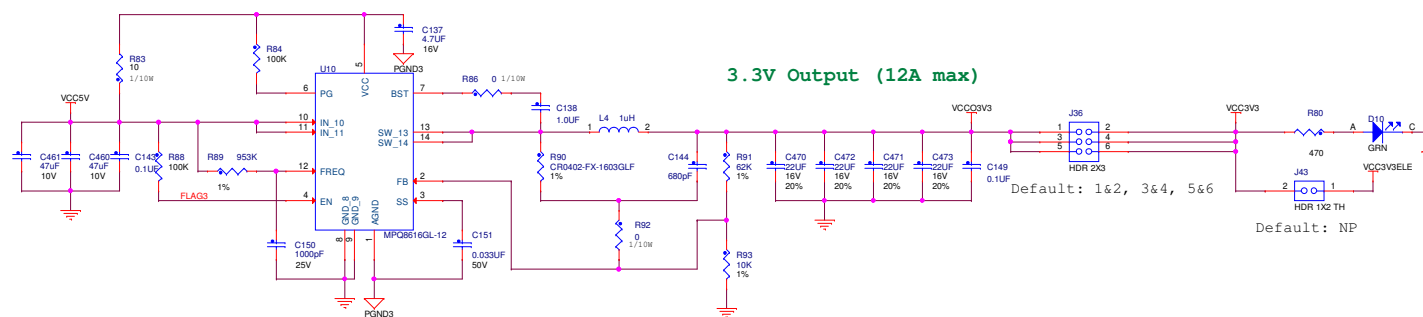 3.3V Output (12A max)
C137
4.7UF
16V
PGND3
R83
10
1/10W
R84
100K
U10
5
VCC
6
PG
BST
7
R86
0
1/10W
C138
1.0UF
VCC5V
10
IN_10
11
IN_11
SW_13
13
SW_14
14
L4
1uH
1
2
C461
47uF
10V
C460
47uF
10V
C143
0.1UF
R88
100K
R89
953K
1%
12
FREQ
FLAG3
4
EN
FB
2
SS
3
GND_8
GND_9
AGND
8
9
1
MPQ8616GL-12
C150
1000pF
25V
PGND3
C151
0.033UF
50V
R90
CR0402-FX-1603GLF
1%
C144
680pF
R91
62K
1%
R92
0
1/10W
R93
10K
1%
C470
22UF
16V
20%
C472
22UF
16V
20%
C471
22UF
16V
20%
C473
22UF
16V
20%
C149
0.1UF
VCCO3V3
J36
1
2
3
4
5
6
HDR 2X3
Default: 1&2, 3&4, 5&6
VCC3V3
R80
470
A
D10
C
GRN
VCC3V3ELE
J43
2
1
HDR 1X2 TH
Default: NP